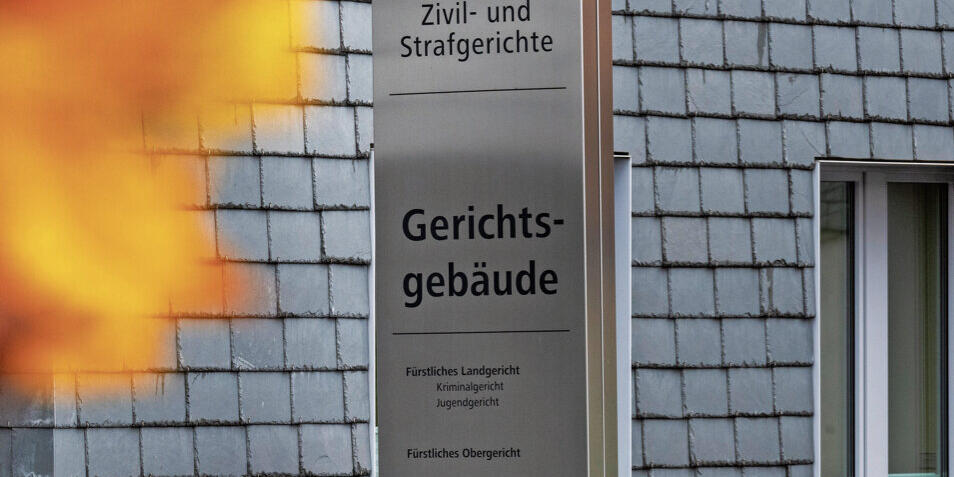 Zivil- und
Strafgerichte
Gerichts-
gebäude
Fürstliches Landgericht
Kriminalgericht
Jugendgericht
Fürstliches Obergericht